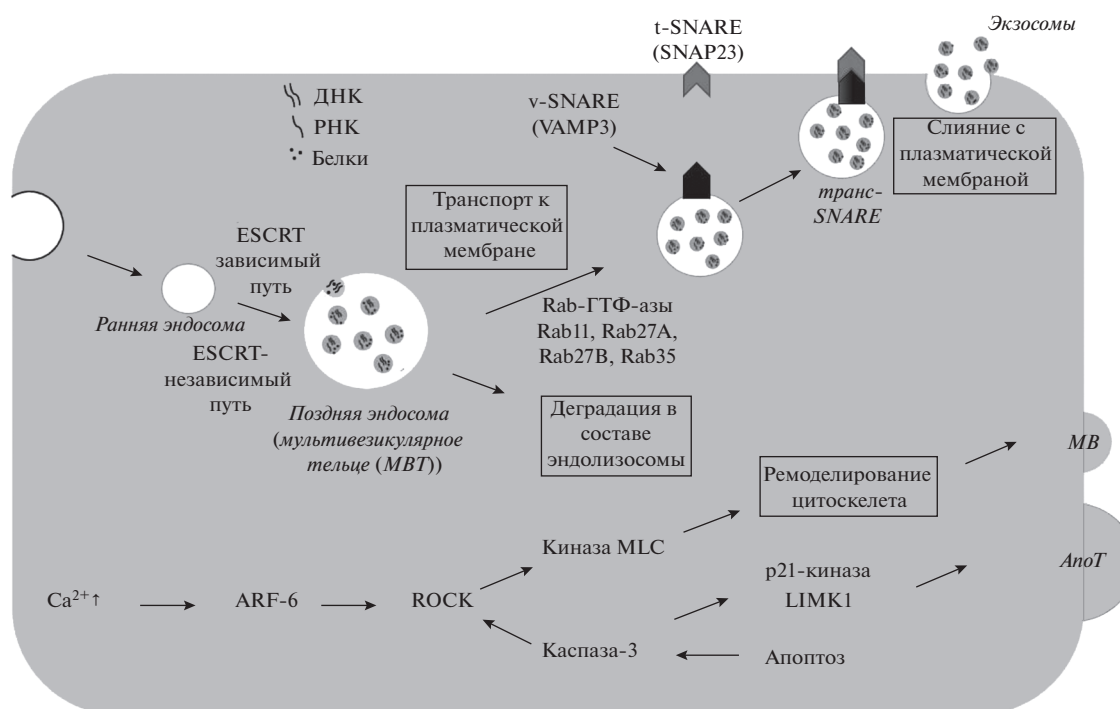 Экзосомы
t-SNARE
(SNAP23)
ДНК
РНК
Белки
v-SNARE
(VAMP3)
Слияние с
плазматической
мембраной
транс-
SNARE
Транспорт к
плазматической
мембране
ESCRT
зависимый
путь
Ранняя эндосома
ESCRT-
независимый
путь
Rab-ГТФ-азы
Rab11, Rab27A,
Rab27B, Rab35
Поздняя эндосома
(мультивезикулярное
тельце (МВТ))
Деградация в
составе
эндолизосомы
МВ
Ремоделирование
цитоскелета
Киназа MLC
АпоТ
p21-киназа
LIMK1
Ca²⁺↑
ARF-6
ROCK
Каспаза-3
Апоптоз